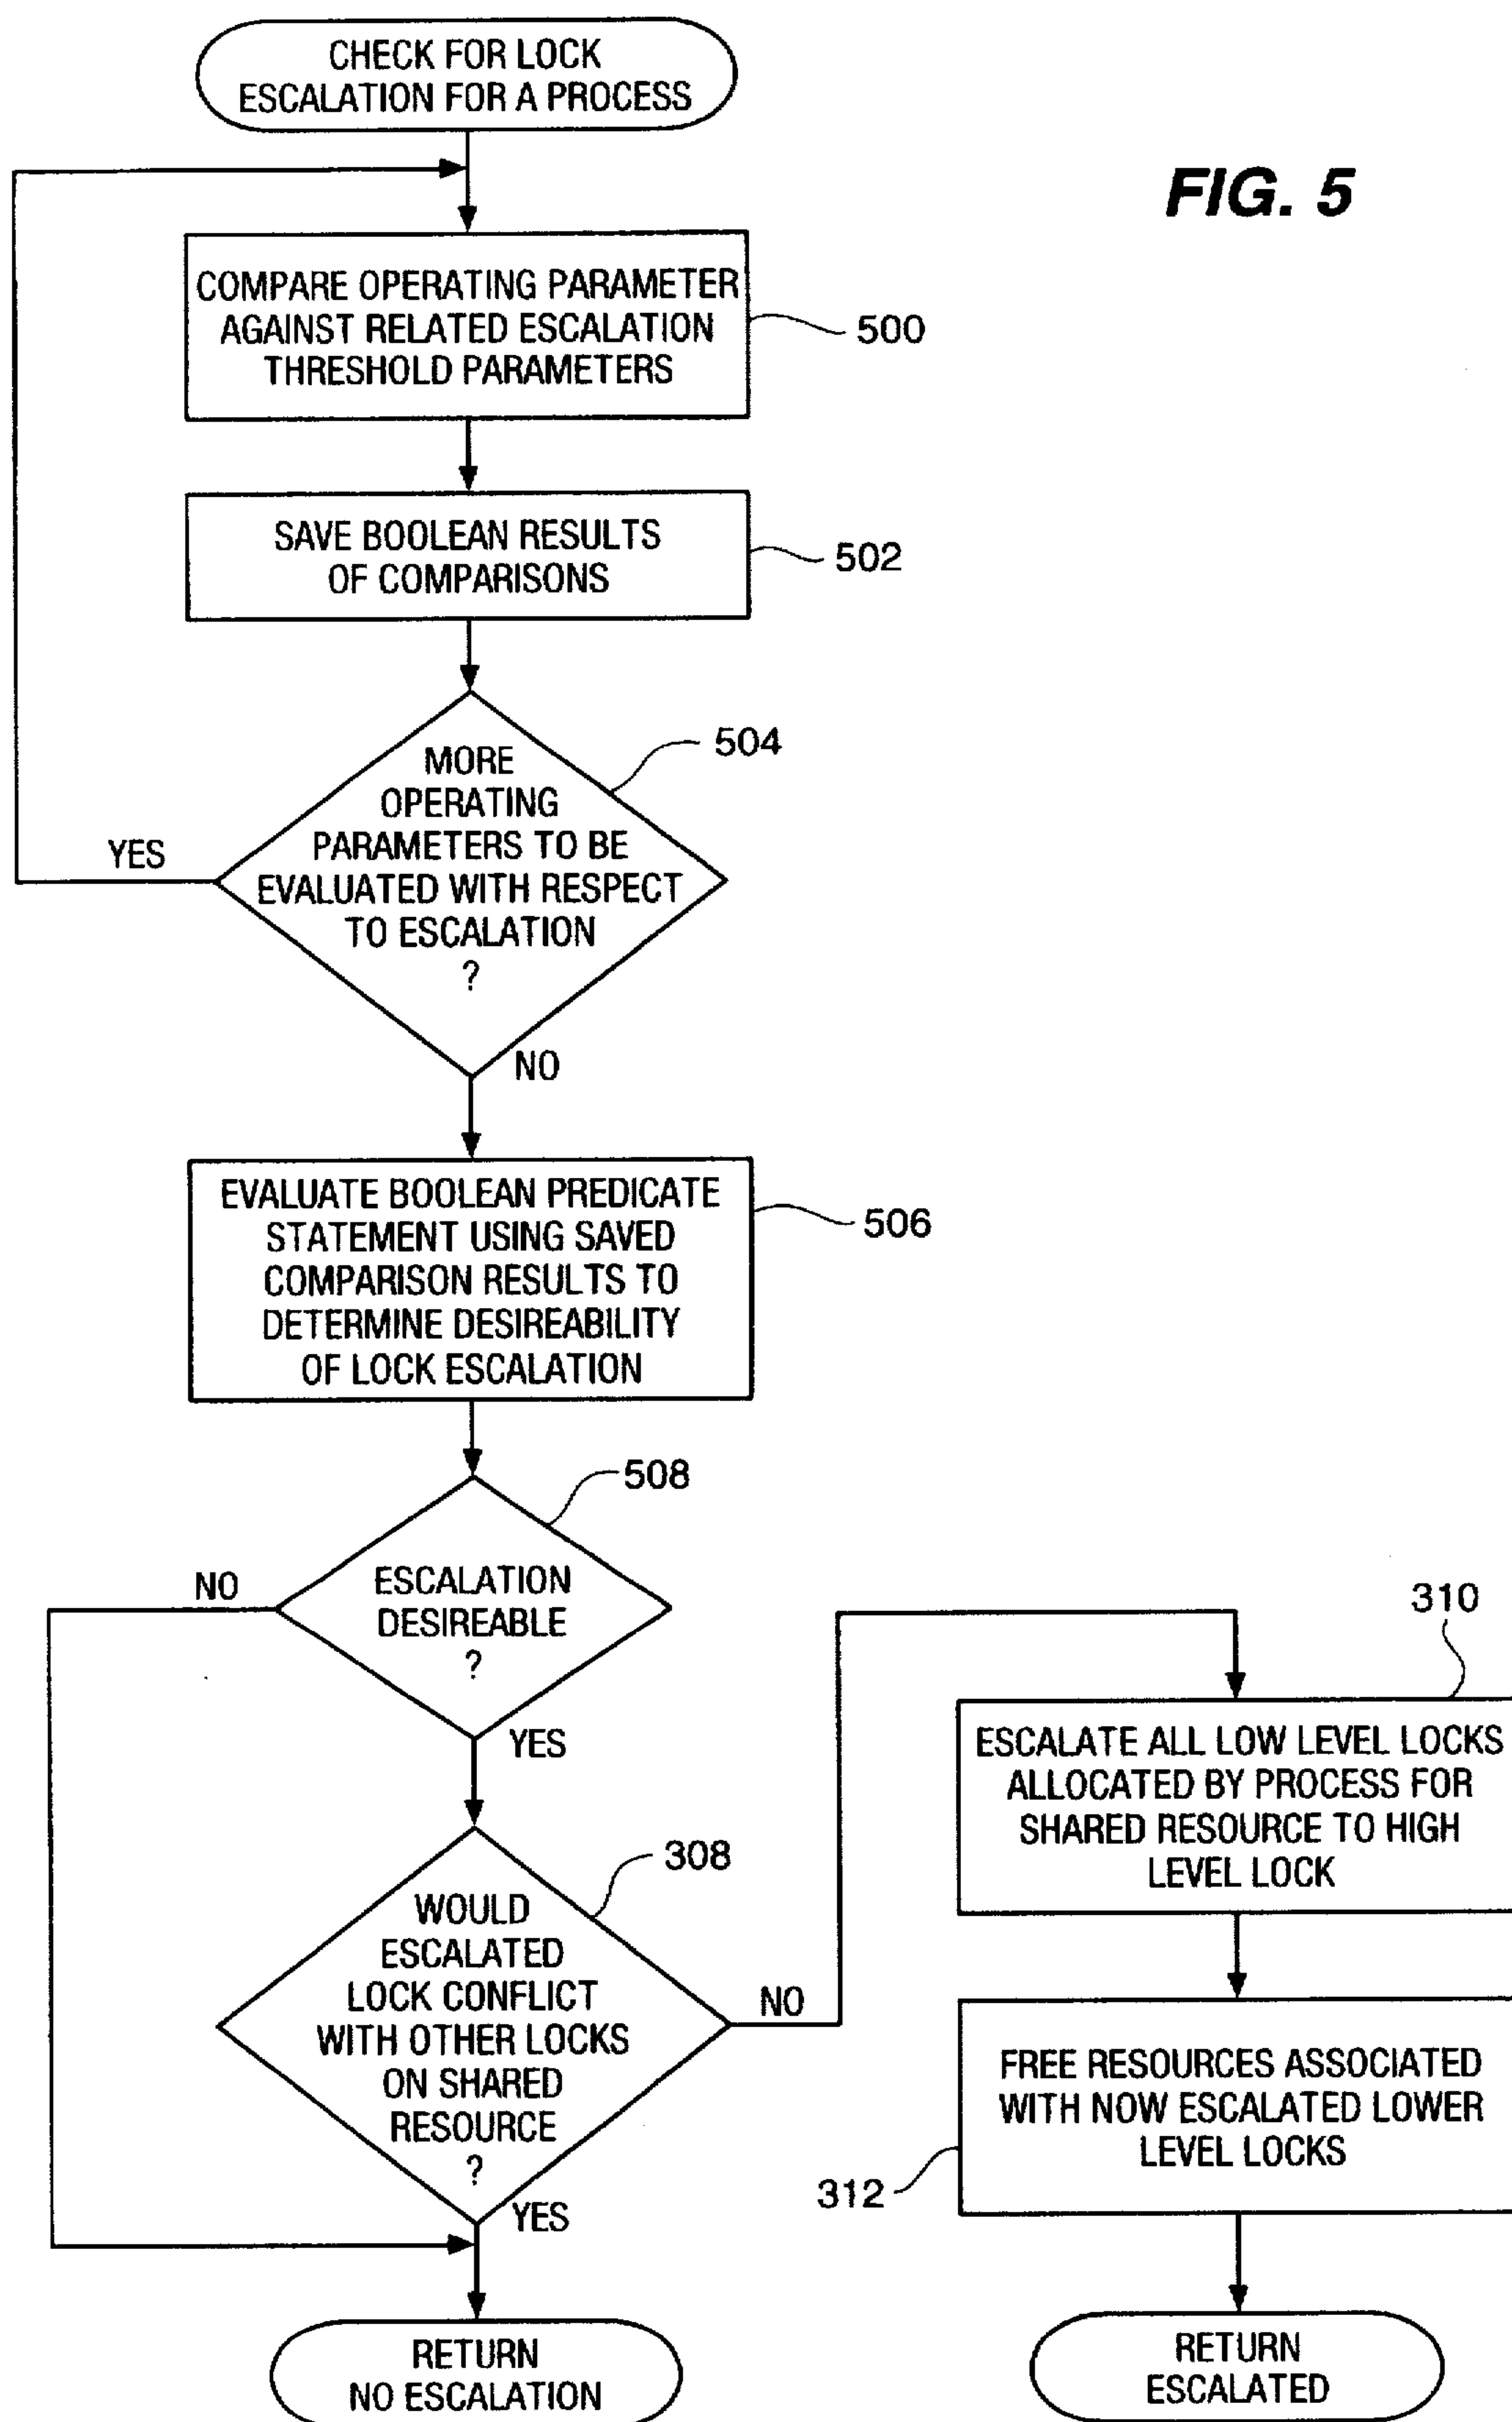 CHECK FOR LOCK
ESCALATION FOR A PROCESS
FIG. 5
COMPARE OPERATING PARAMETER
AGAINST RELATED ESCALATION
THRESHOLD PARAMETERS
500
SAVE BOOLEAN RESULTS
OF COMPARISONS
502
504
MORE
OPERATING
PARAMETERS TO BE
EVALUATED WITH RESPECT
TO ESCALATION
?
YES
NO
EVALUATE BOOLEAN PREDICATE
STATEMENT USING SAVED
COMPARISON RESULTS TO
DETERMINE DESIREABILITY
OF LOCK ESCALATION
506
508
ESCALATION
DESIREABLE
?
NO
YES
308
WOULD
ESCALATED
LOCK CONFLICT
WITH OTHER LOCKS
ON SHARED
RESOURCE
?
NO
YES
310
ESCALATE ALL LOW LEVEL LOCKS
ALLOCATED BY PROCESS FOR
SHARED RESOURCE TO HIGH
LEVEL LOCK
FREE RESOURCES ASSOCIATED
WITH NOW ESCALATED LOWER
LEVEL LOCKS
312
RETURN
NO ESCALATION
RETURN
ESCALATED